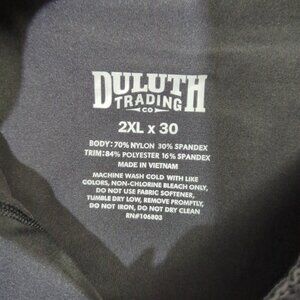 DULUTH
TRADING
CO
2XL x 30
BODY: 70% NYLON 30% SPANDEX
TRIM: 84% POLYESTER 16% SPANDEX
MADE IN VIETNAM
MACHINE WASH COLD WITH LIKE
COLORS, NON-CHLORINE BLEACH ONLY,
DO NOT USE FABRIC SOFTENER,
TUMBLE DRY LOW, REMOVE PROMPTLY,
DO NOT IRON, DO NOT DRY CLEAN
RN#106803